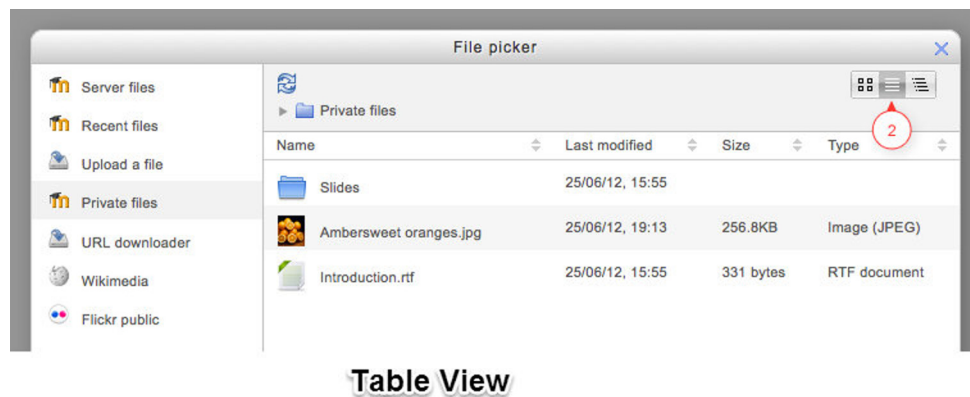 File picker
Server files
Recent files
Upload a file
Private files
URL downloader
Wikimedia
Flickr public
Private files
2
Name Last modified Size Type
Slides 25/06/12, 15:55
Ambersweet oranges.jpg 25/06/12, 19:13 256.8KB Image (JPEG)
Introduction.rtf 25/06/12, 15:55 331 bytes RTF document
Table View